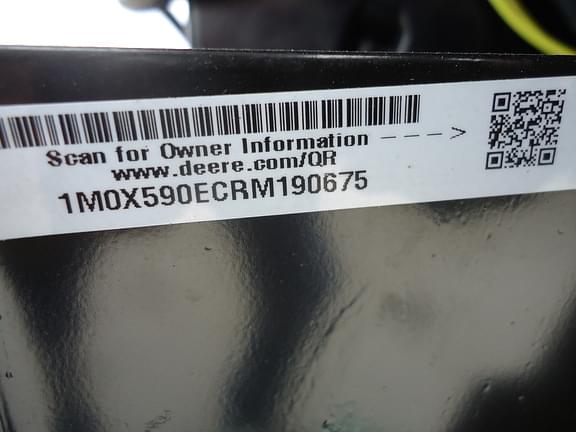 Scan for Owner Information ----->
www.deere.com/QR
1M0X590ECRM190675